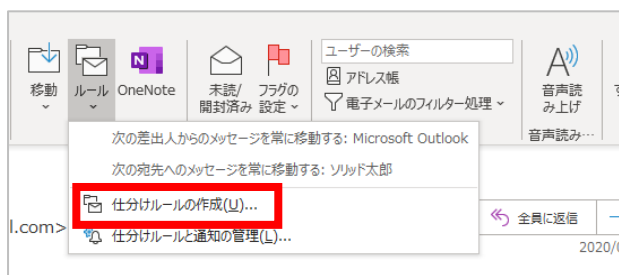 ユーザーの検索
アドレス帳
電子メールのフィルター処理
移動
ルール
OneNote
未読/
開封済み
フラグの
設定
音声読
み上げ
音声読み…
次の差出人からのメッセージを常に移動する: Microsoft Outlook
次の宛先へのメッセージを常に移動する: ソリッド太郎
仕分けルールの作成(U)...
仕分けルールと通知の管理(L)...
l.com>
全員に返信
2020/